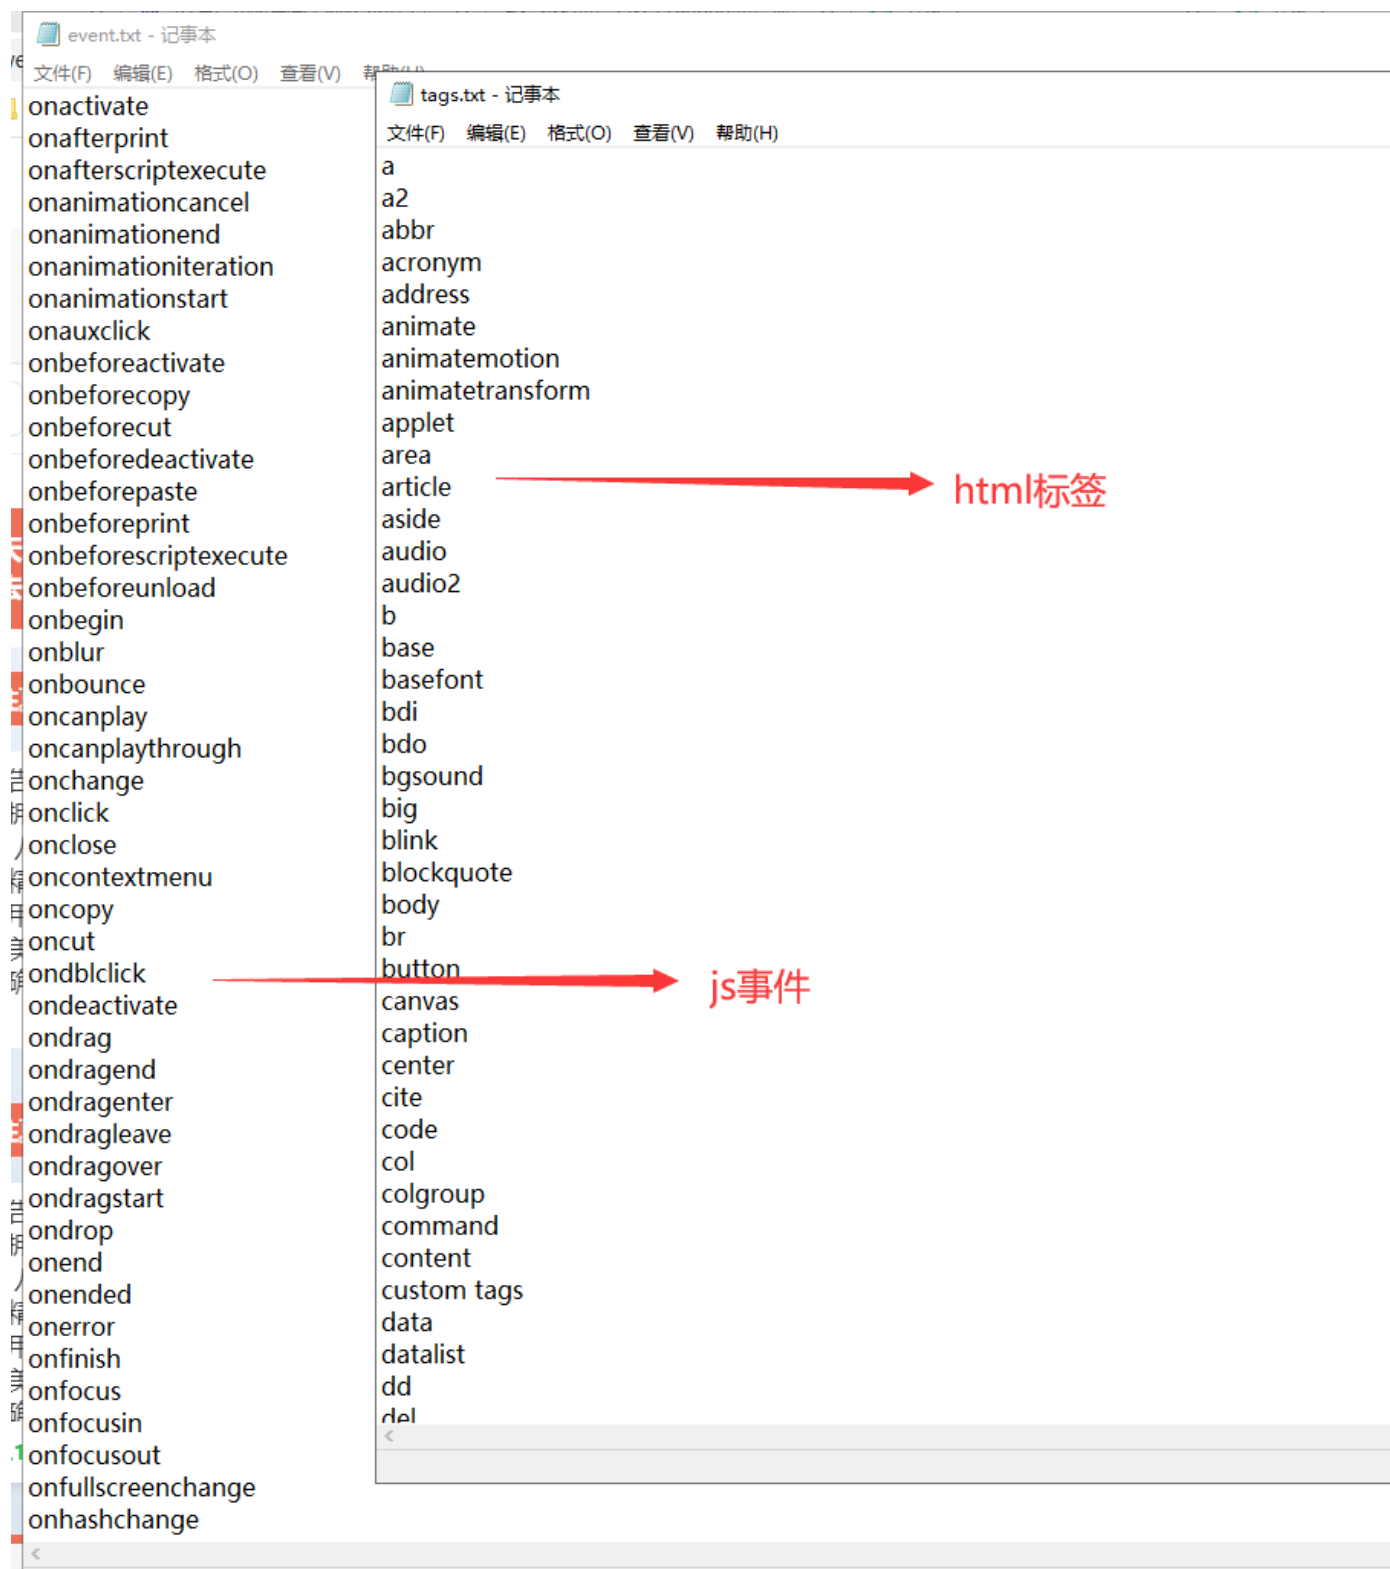 event.txt - 记事本
文件(F) 编辑(E) 格式(O) 查看(V)
onactivate
onafterprint
onafterscriptexecute
onanimationcancel
onanimationend
onanimationiteration
onanimationstart
onauxclick
onbeforeactivate
onbeforecopy
onbeforecut
onbeforedeactivate
onbeforepaste
onbeforeprint
onbeforescriptexecute
onbeforeunload
onbegin
onblur
onbounce
oncanplay
oncanplaythrough
onchange
onclick
onclose
oncontextmenu
oncopy
oncut
ondblclick
ondeactivate
ondrag
ondragend
ondragenter
ondragleave
ondragover
ondragstart
ondrop
onend
onended
onerror
onfinish
onfocus
onfocusin
onfocusout
onfullscreenchange
onhashchange
tags.txt - 记事本
文件(F) 编辑(E) 格式(O) 查看(V) 帮助(H)
a
a2
abbr
acronym
address
animate
animatemotion
animatetransform
applet
area
article
aside
audio
audio2
b
base
basefont
bdi
bdo
bgsound
big
blink
blockquote
body
br
button
canvas
caption
center
cite
code
col
colgroup
command
content
custom tags
data
datalist
dd
del
html标签
js事件